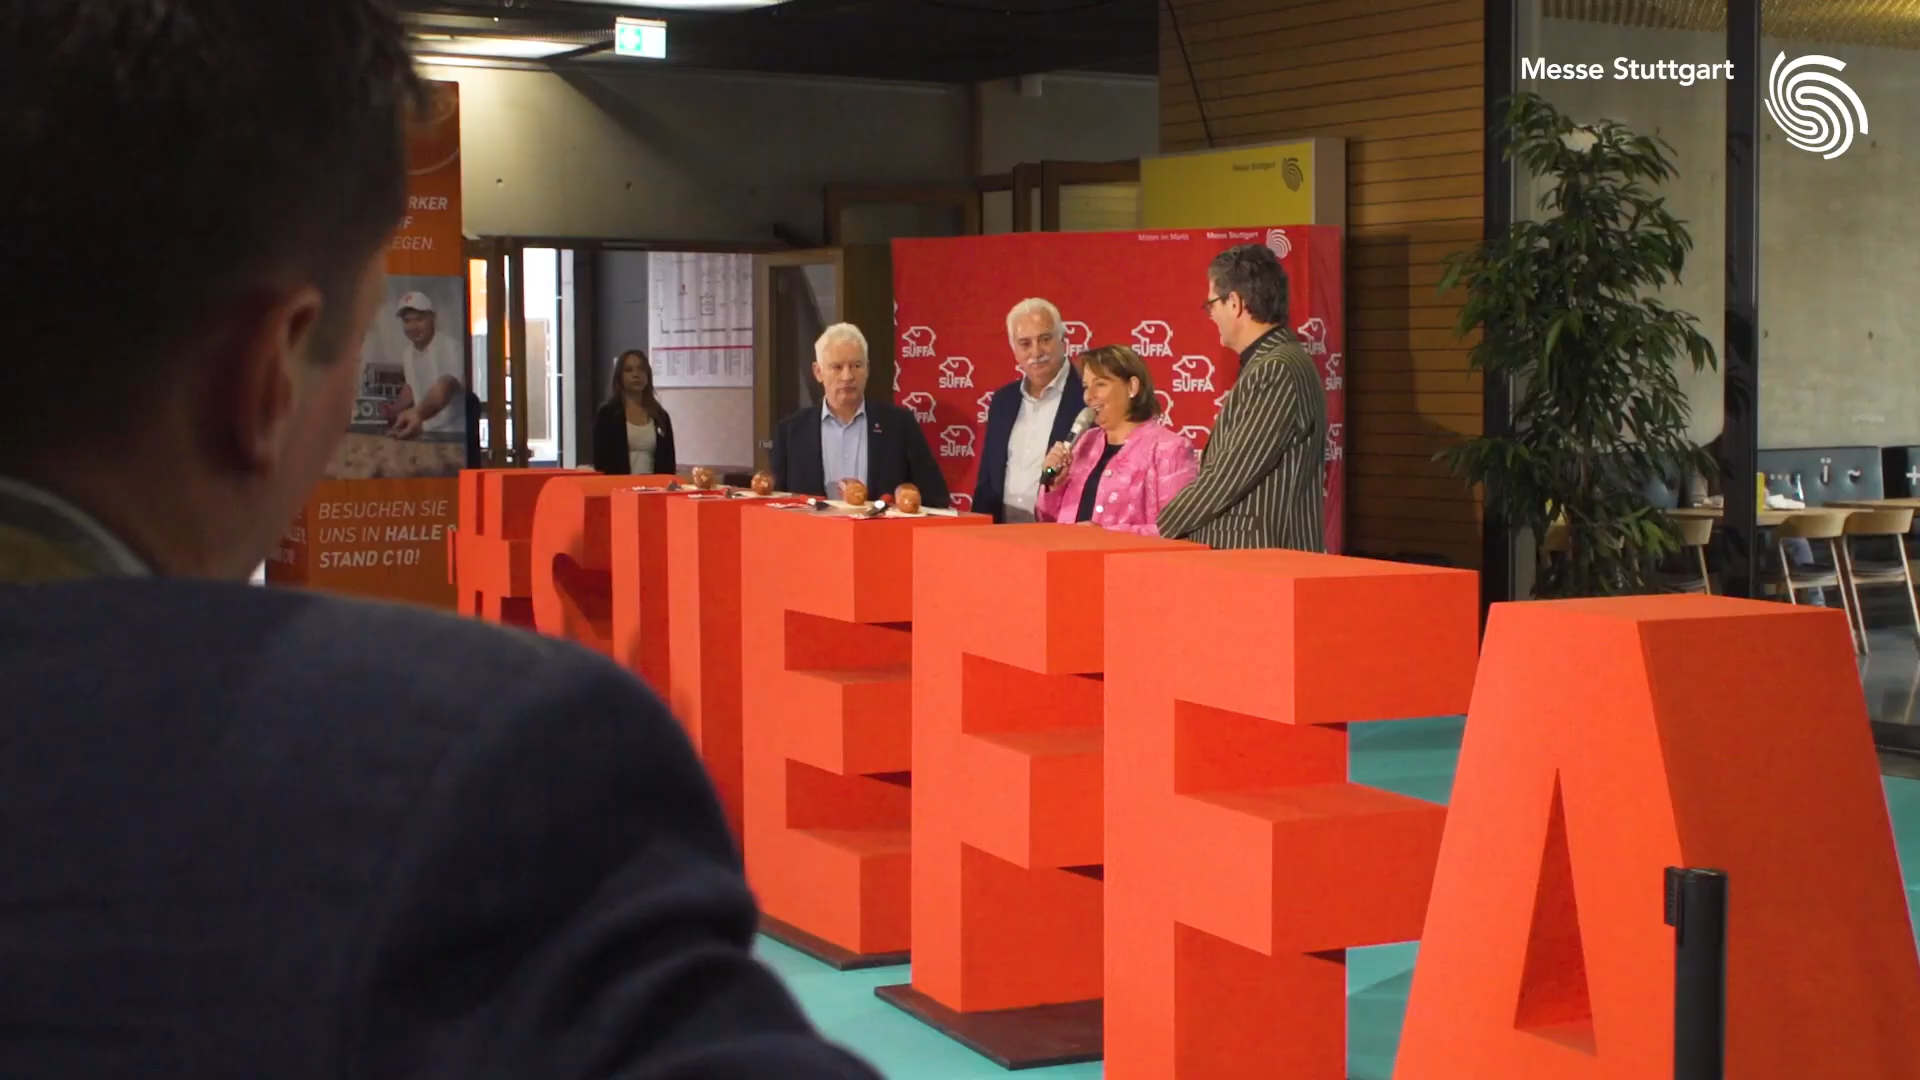 Messe Stuttgart
RKER
F
EGEN.
BESUCHEN SIE
UNS IN HALLE
STAND C10!
Messe Stuttgart
Mitten im Markt Messe Stuttgart
SÜFFA
SÜFFA
SÜFFA
SÜFFA
SÜFFA
SÜFFA
#SUEFFA